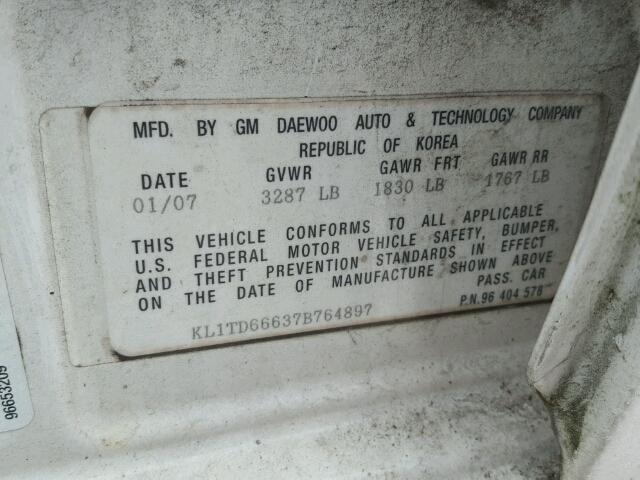 MFD. BY GM DAEWOO AUTO & TECHNOLOGY COMPANY
REPUBLIC OF KOREA
DATE GVWR GAWR FRT GAWR RR
01/07 3287 LB 1830 LB 1767 LB
THIS VEHICLE CONFORMS TO ALL APPLICABLE
U.S. FEDERAL MOTOR VEHICLE SAFETY, BUMPER,
AND THEFT PREVENTION STANDARDS IN EFFECT
ON THE DATE OF MANUFACTURE SHOWN ABOVE
PASS. CAR
KL1TD66637B764897 P.N.96 404 578
96653209